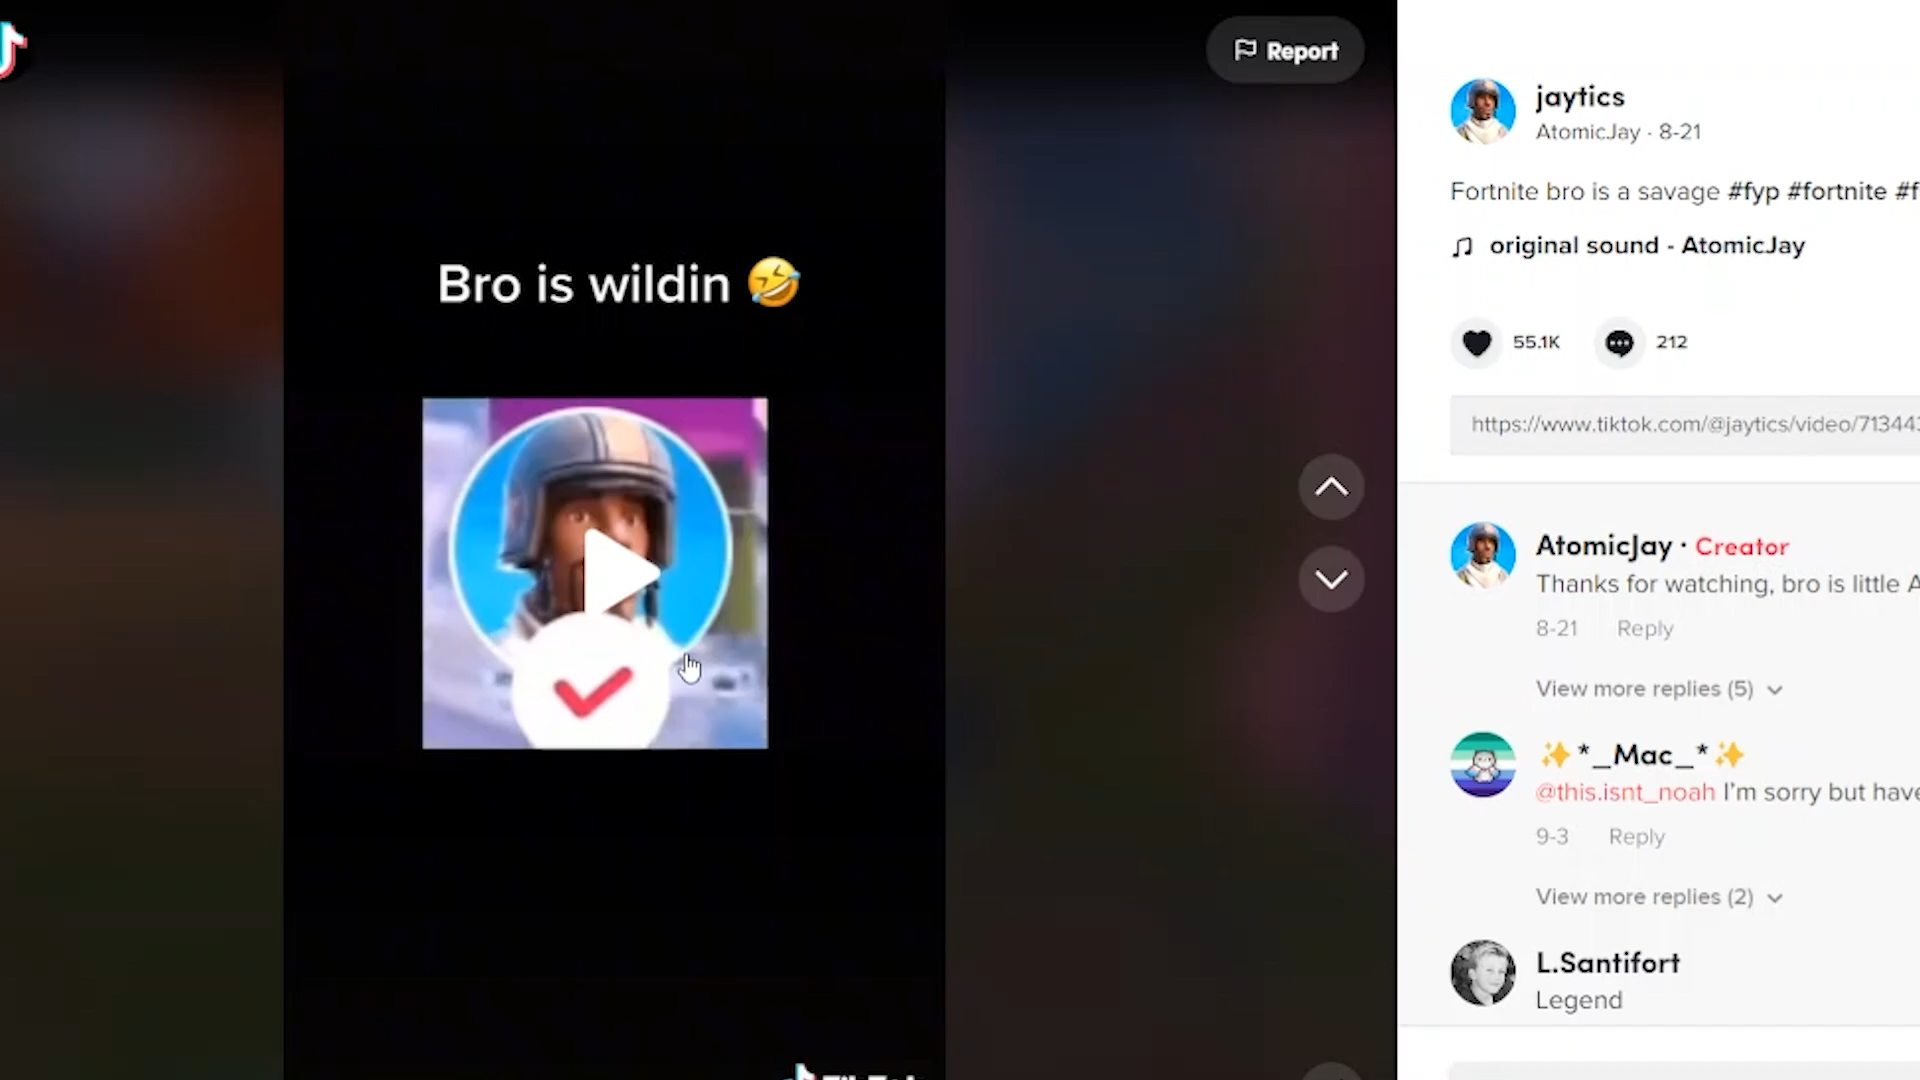 Report
Bro is wildin 🤣
jaytics
AtomicJay · 8-21
Fortnite bro is a savage #fyp #fortnite #f
original sound - AtomicJay
55.1K
212
https://www.tiktok.com/@jaytics/video/71344
AtomicJay · Creator
Thanks for watching, bro is little A
8-21 Reply
View more replies (5)
✨*_Mac_*✨
@this.isnt_noah I'm sorry but have
9-3 Reply
View more replies (2)
L.Santifort
Legend